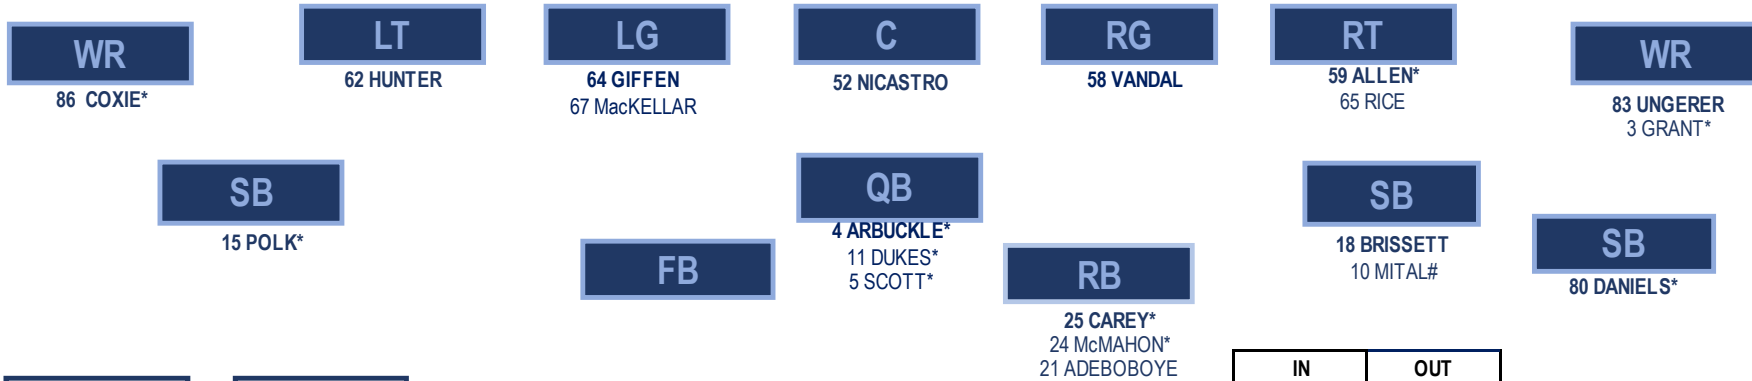 WR
86 COXIE*
LT
62 HUNTER
LG
64 GIFFEN
67 MacKELLAR
C
52 NICASTRO
RG
58 VANDAL
RT
59 ALLEN*
65 RICE
WR
83 UNGERER
3 GRANT*
SB
15 POLK*
FB
QB
4 ARBUCKLE*
11 DUKES*
5 SCOTT*
RB
25 CAREY*
24 McMAHON*
21 ADEBOBOYE
SB
18 BRISSETT
10 MITAL#
SB
80 DANIELS*
IN OUT